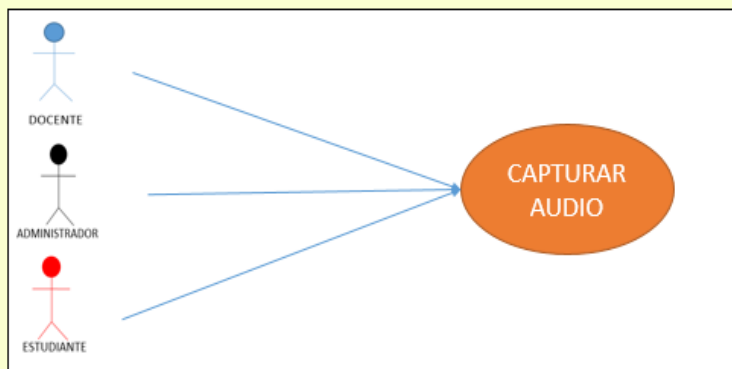 DOCENTE
ADMINISTRADOR
ESTUDIANTE
CAPTURAR
AUDIO